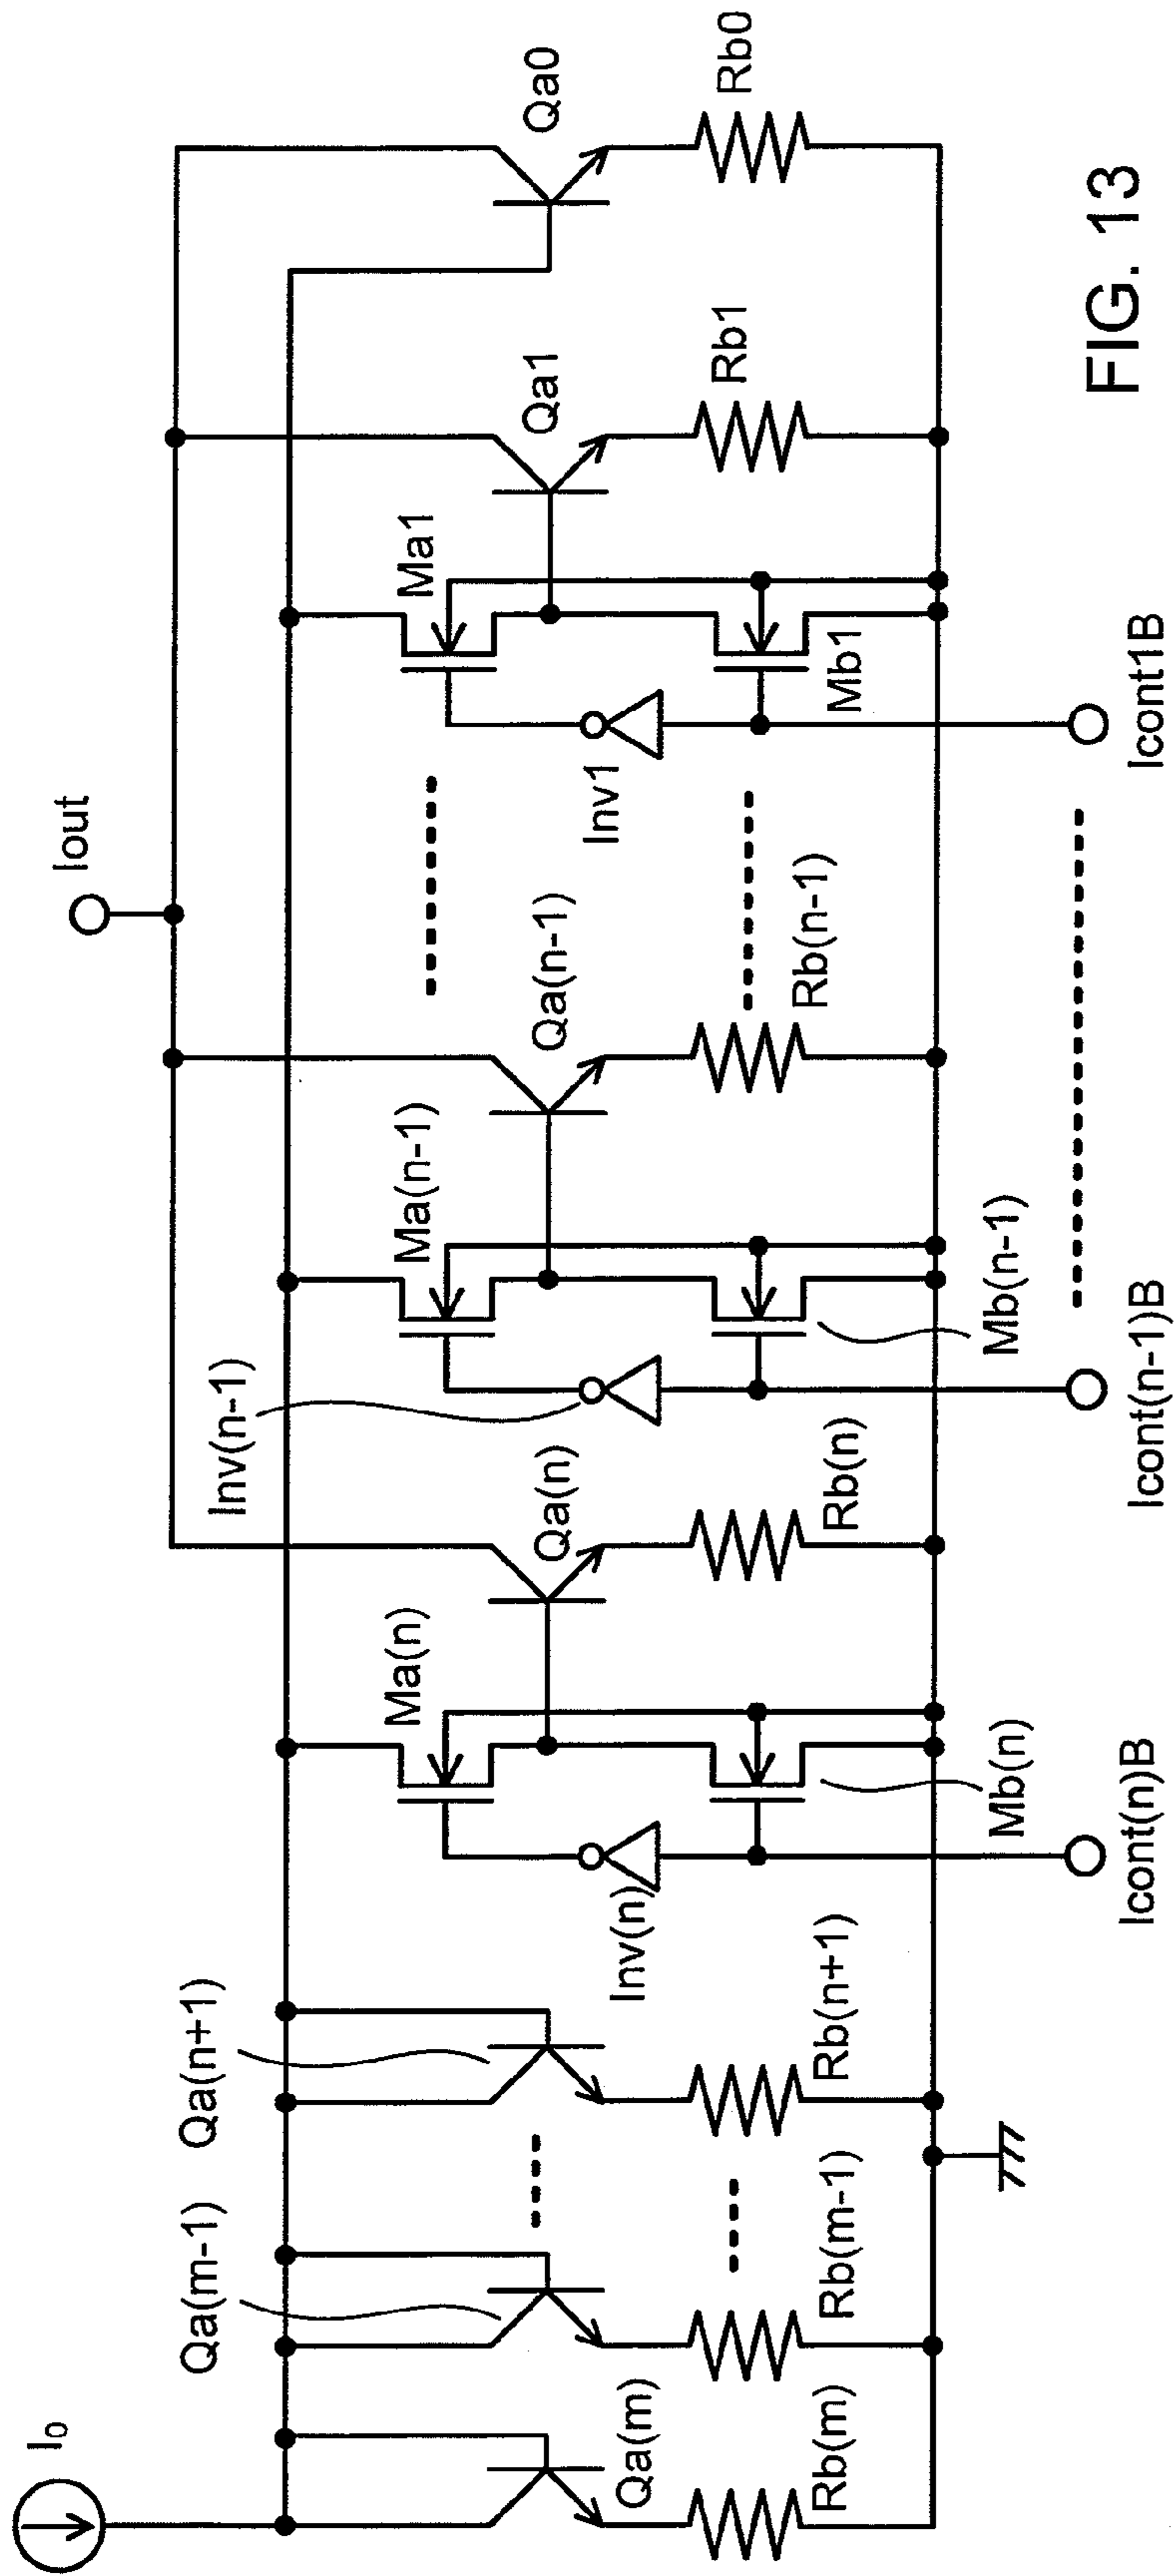 I0
Iout
Qa(m-1)
Qa(n+1)
Inv(n-1)
Ma(n)
Ma(n-1)
Ma1
Qa(m)
Qa(n)
Qa(n-1)
Qa1
Qa0
Inv(n)
Inv1
Rb(m)
Rb(m-1)
Rb(n+1)
Rb(n)
Rb(n-1)
Rb1
Rb0
Mb(n)
Mb(n-1)
Mb1
Icont(n)B
Icont(n-1)B
Icont1B
FIG. 13